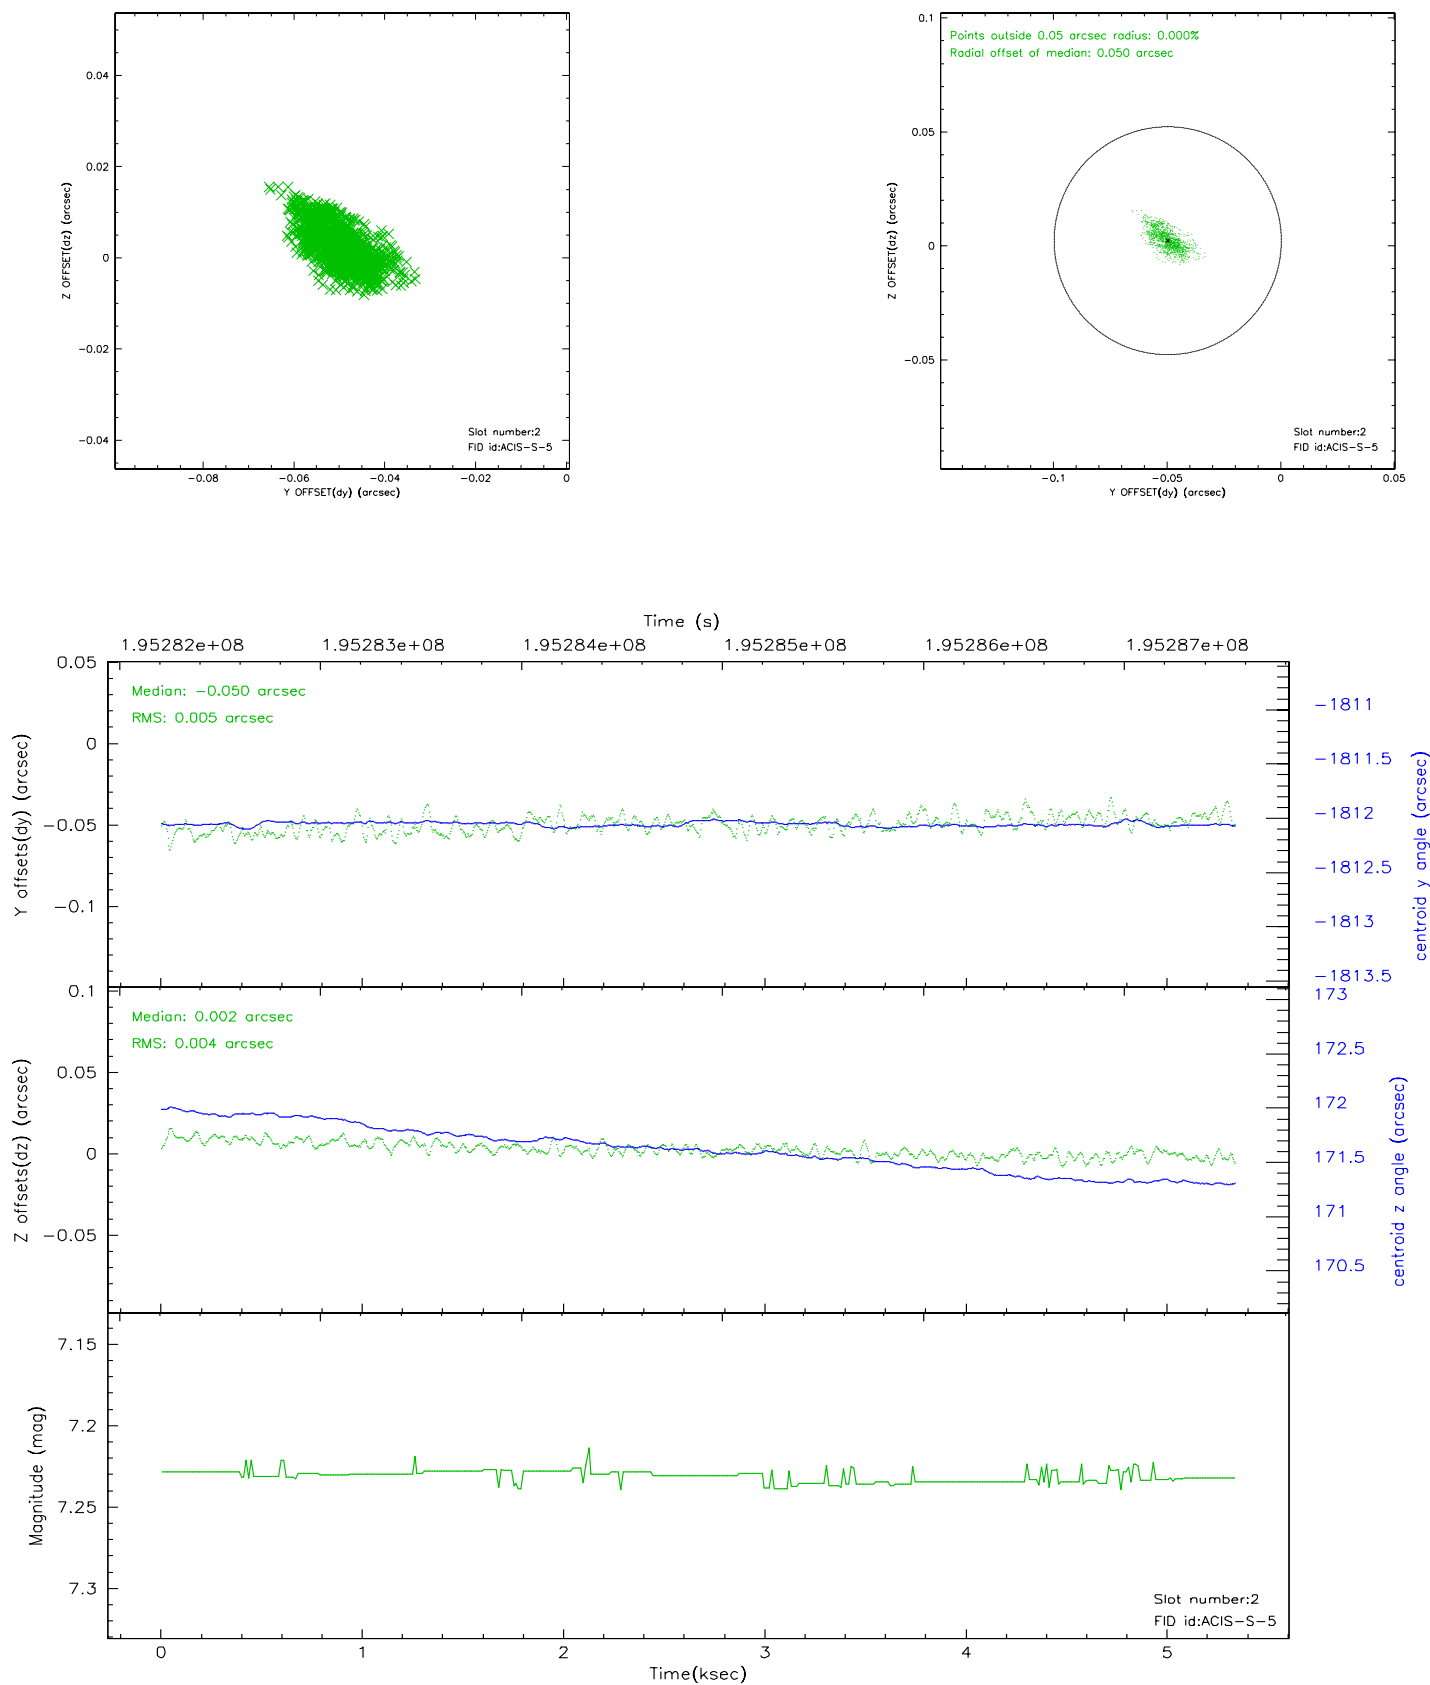 0.04
0.02
0
−0.02
−0.04
Z OFFSET(dz) (arcsec)
Slot number:2
FID id:ACIS−S−5
−0.08
−0.06
−0.04
−0.02
0
Y OFFSET(dy) (arcsec)
0.1
0.05
0
−0.05
Z OFFSET(dz) (arcsec)
Points outside 0.05 arcsec radius: 0.000%
Radial offset of median: 0.050 arcsec
Slot number:2
FID id:ACIS−S−5
−0.1
−0.05
0
0.05
Y OFFSET(dy) (arcsec)
Time (s)
1.95282e+08
1.95283e+08
1.95284e+08
1.95285e+08
1.95286e+08
1.95287e+08
0.05
0
−0.05
−0.1
Y offsets(dy) (arcsec)
Median: −0.050 arcsec
RMS: 0.005 arcsec
−1811
−1811.5
−1812
−1812.5
−1813
−1813.5
centroid y angle (arcsec)
0.1
0.05
0
−0.05
Z offsets(dz) (arcsec)
Median: 0.002 arcsec
RMS: 0.004 arcsec
173
172.5
172
171.5
171
170.5
centroid z angle (arcsec)
7.15
7.2
7.25
7.3
Magnitude (mag)
Slot number:2
FID id:ACIS−S−5
0
1
2
3
4
5
Time(ksec)